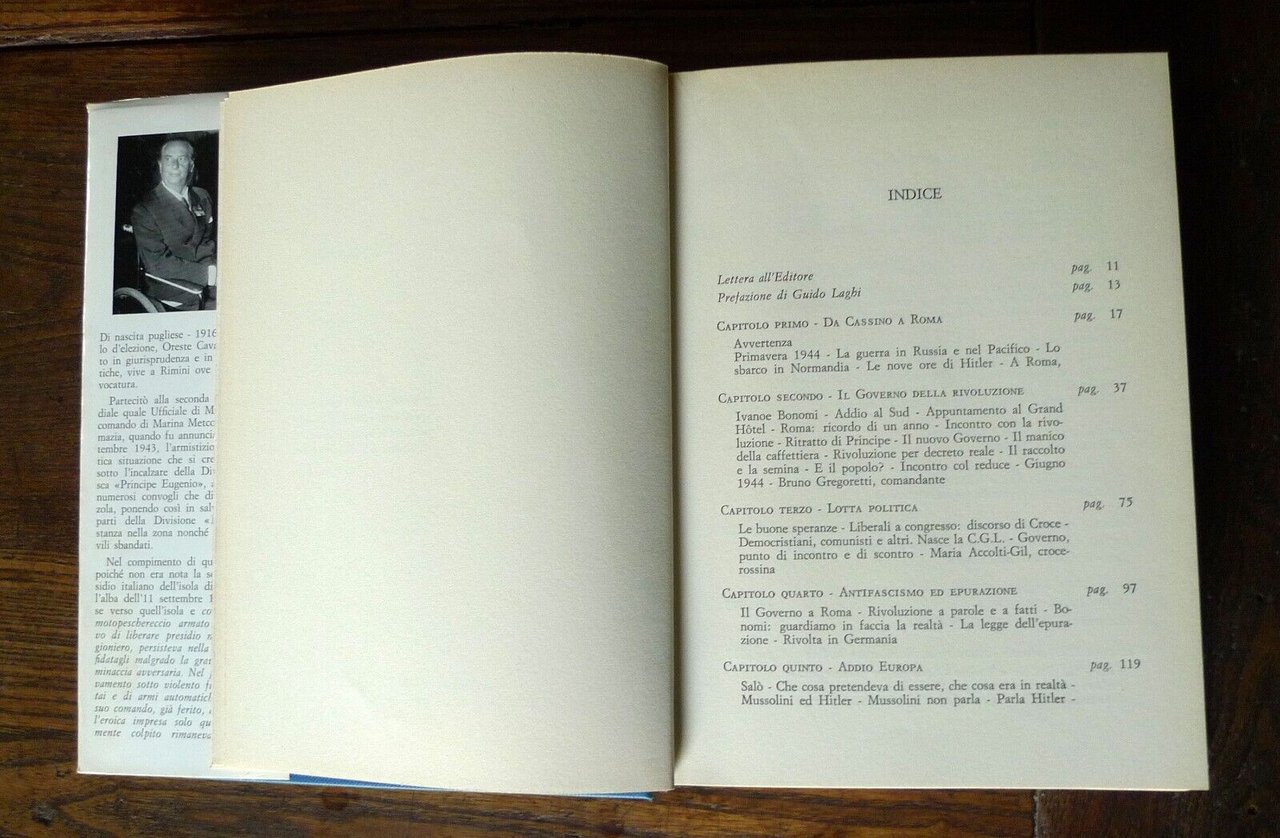 Di nascita pugliese - 1916
lo d'elezione, Oreste Cava
to in giurisprudenza e in
tiche, vive a Rimini ove
vocatura.
Partecitò alla seconda
diale quale Ufficiale di M
comando di Marina Metco
mazia, quando fu annunci
tembre 1943, l'armistizio
tica situazione che si cre
sotto l'incalzare della Div
sca «Principe Eugenio»,
numerosi convogli che di
zola, ponendo così in salv
parti della Divisione «
stanza nella zona nonché
vili sbandati.
Nel compimento di qu
poiché non era nota la s
sidio italiano dell'isola di
l'alba dell'11 settembre 1
se verso quell'isola e co
motopeschereccio armato
vo di liberare presidio
gioniero, persisteva nella
fidatagli malgrado la gra
minaccia avversaria. Nel
vamento sotto violento fu
tai e di armi automatich
suo comando, già ferito,
l'eroica impresa solo qu
mente colpito rimaneva
INDICE
Lettera all'Editore pag. 11
Prefazione di Guido Laghi pag. 13
CAPITOLO PRIMO - DA CASSINO A ROMA pag. 17
Avvertenza
Primavera 1944 - La guerra in Russia e nel Pacifico - Lo
sbarco in Normandia - Le nove ore di Hitler - A Roma,
CAPITOLO SECONDO - IL GOVERNO DELLA RIVOLUZIONE pag. 37
Ivanoe Bonomi - Addio al Sud - Appuntamento al Grand
Hôtel - Roma: ricordo di un anno - Incontro con la rivo-
luzione - Ritratto di Principe - Il nuovo Governo - Il manico
della caffettiera - Rivoluzione per decreto reale - Il raccolto
e la semina - E il popolo? - Incontro col reduce - Giugno
1944 - Bruno Gregoretti, comandante
CAPITOLO TERZO - LOTTA POLITICA pag. 75
Le buone speranze - Liberali a congresso: discorso di Croce -
Democristiani, comunisti e altri. Nasce la C.G.L. - Governo,
punto di incontro e di scontro - Maria Accolti-Gil, croce-
rossina
CAPITOLO QUARTO - ANTIFASCISMO ED EPURAZIONE pag. 97
Il Governo a Roma - Rivoluzione a parole e a fatti - Bo-
nomi: guardiamo in faccia la realtà - La legge dell'epura-
zione - Rivolta in Germania
CAPITOLO QUINTO - ADDIO EUROPA pag. 119
Salò - Che cosa pretendeva di essere, che cosa era in realtà -
Mussolini ed Hitler - Mussolini non parla - Parla Hitler -